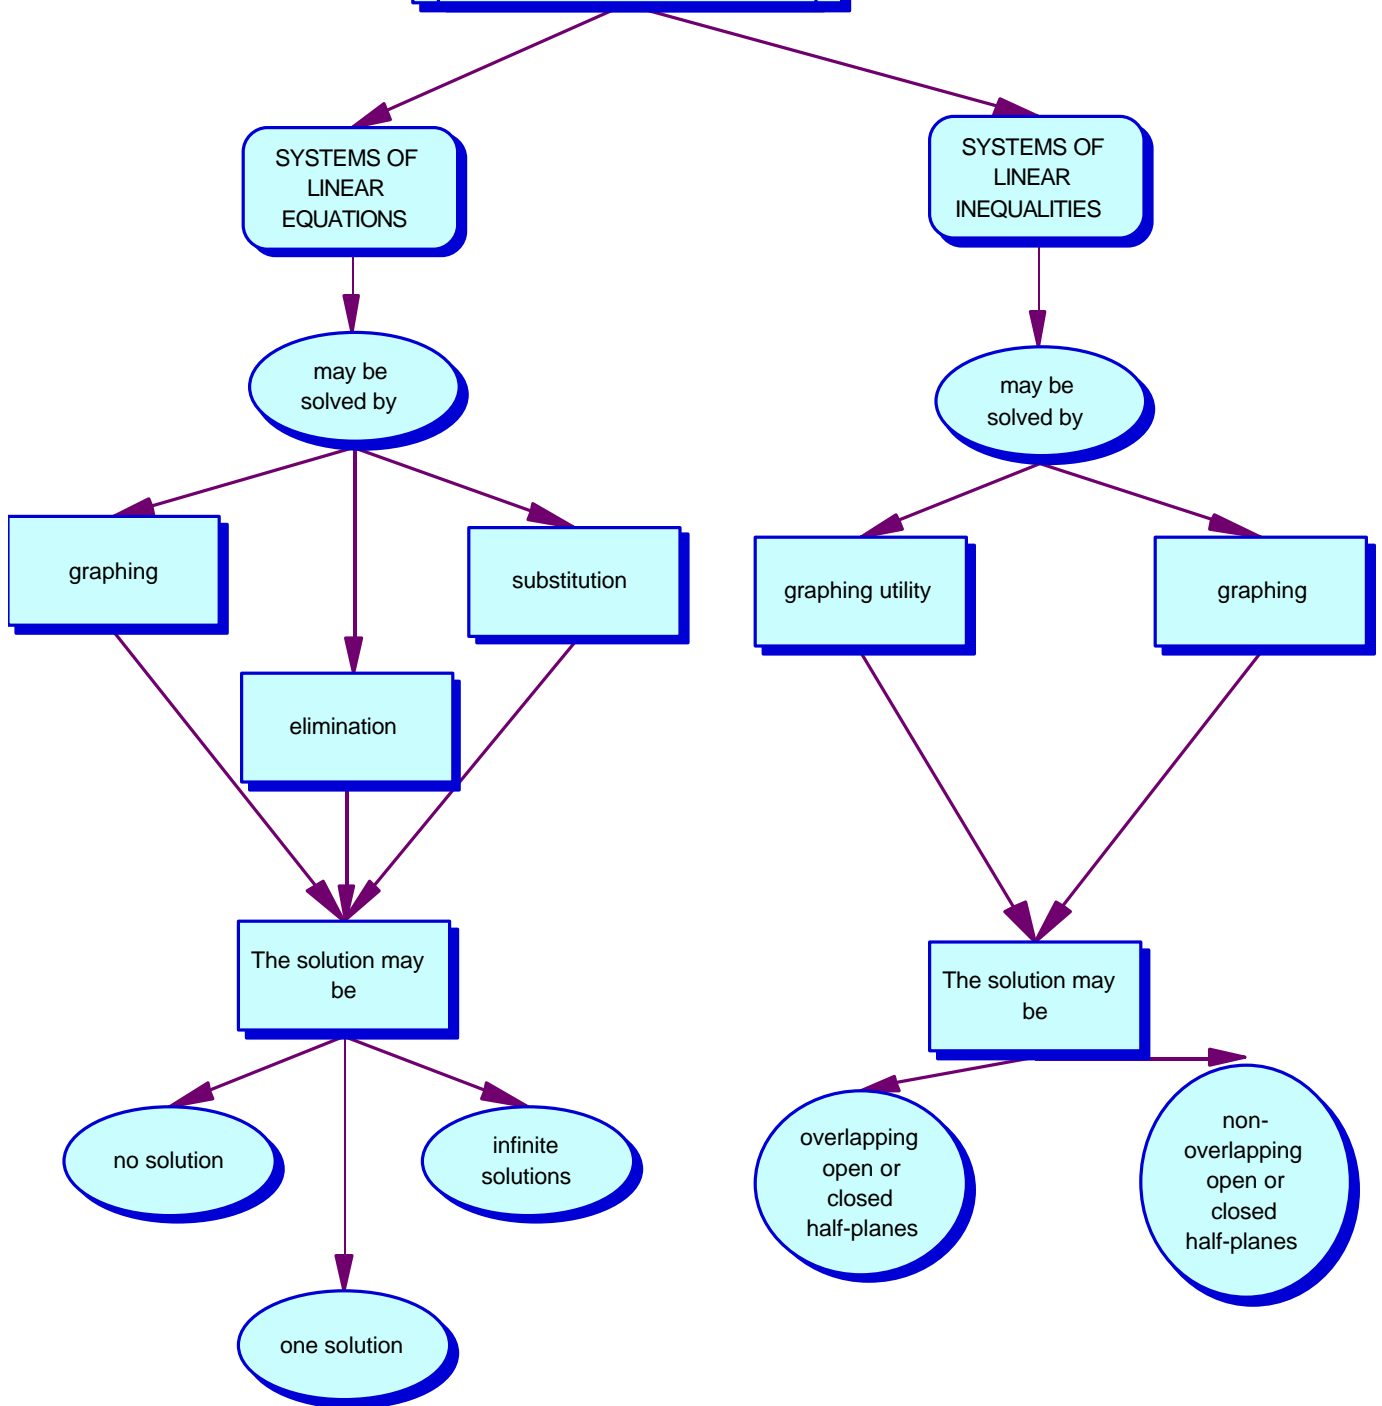 SYSTEMS OF
LINEAR
EQUATIONS
SYSTEMS OF
LINEAR
INEQUALITIES
may be
solved by
may be
solved by
graphing
substitution
graphing utility
graphing
elimination
The solution may
be
The solution may
be
no solution
infinite
solutions
overlapping
open or
closed
half-planes
non-
overlapping
open or
closed
half-planes
one solution